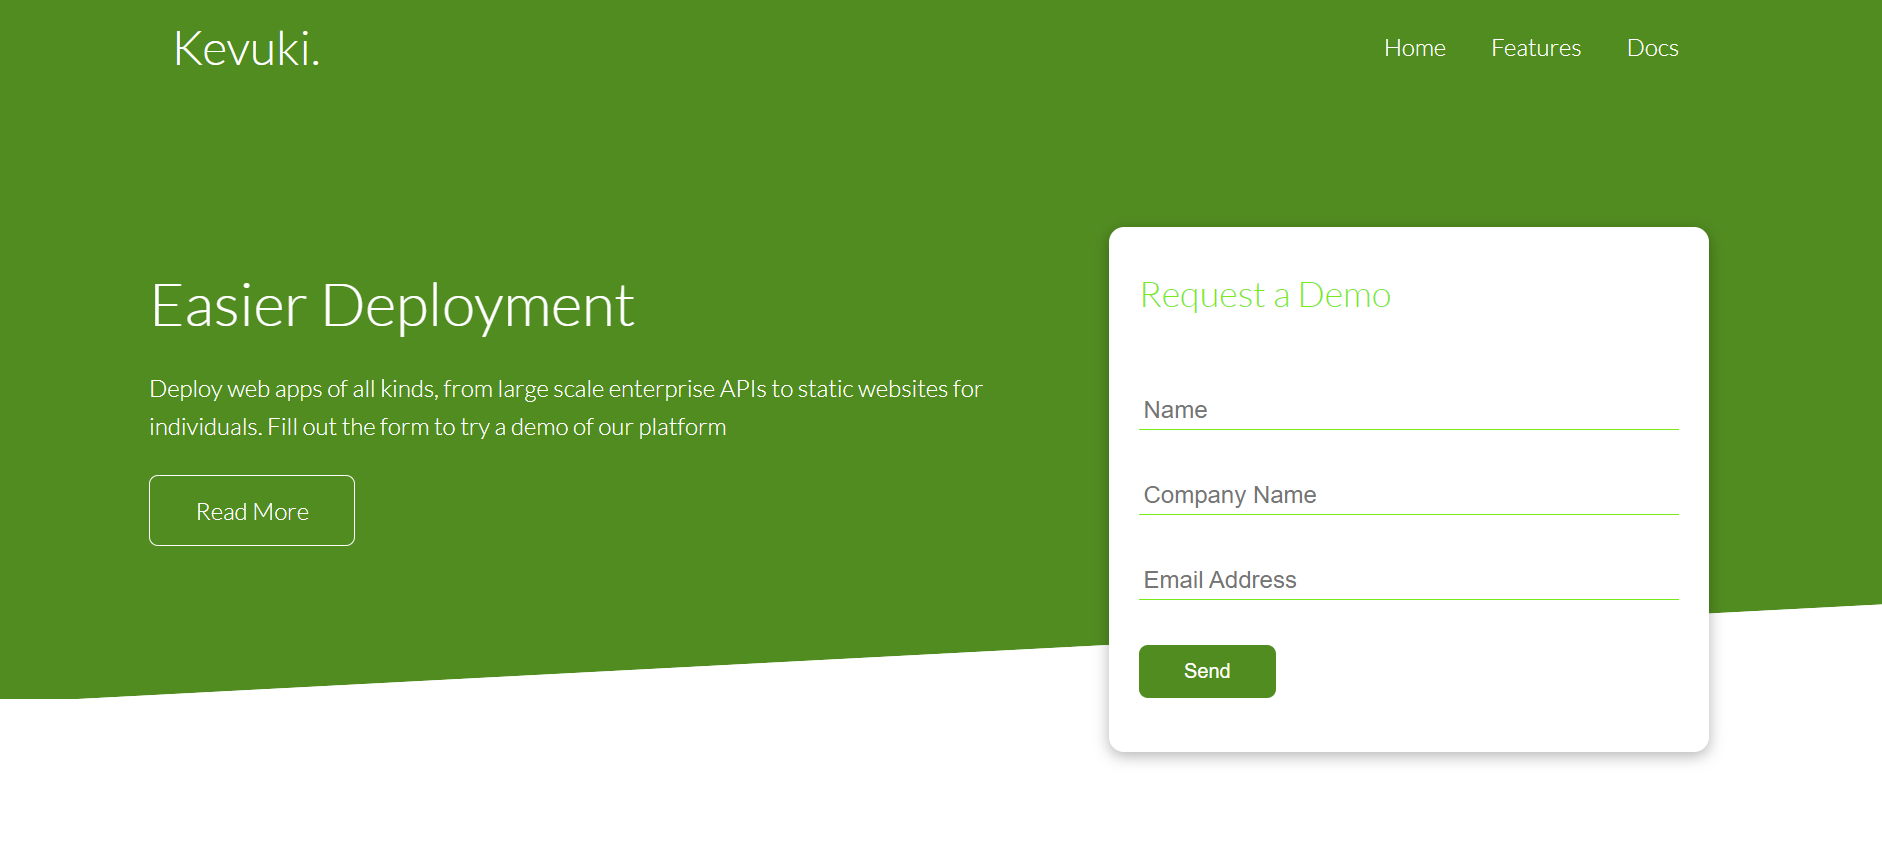 Kevuki.
Home Features Docs
Easier Deployment
Deploy web apps of all kinds, from large scale enterprise APIs to static websites for
individuals. Fill out the form to try a demo of our platform
Read More
Request a Demo
Name
Company Name
Email Address
Send